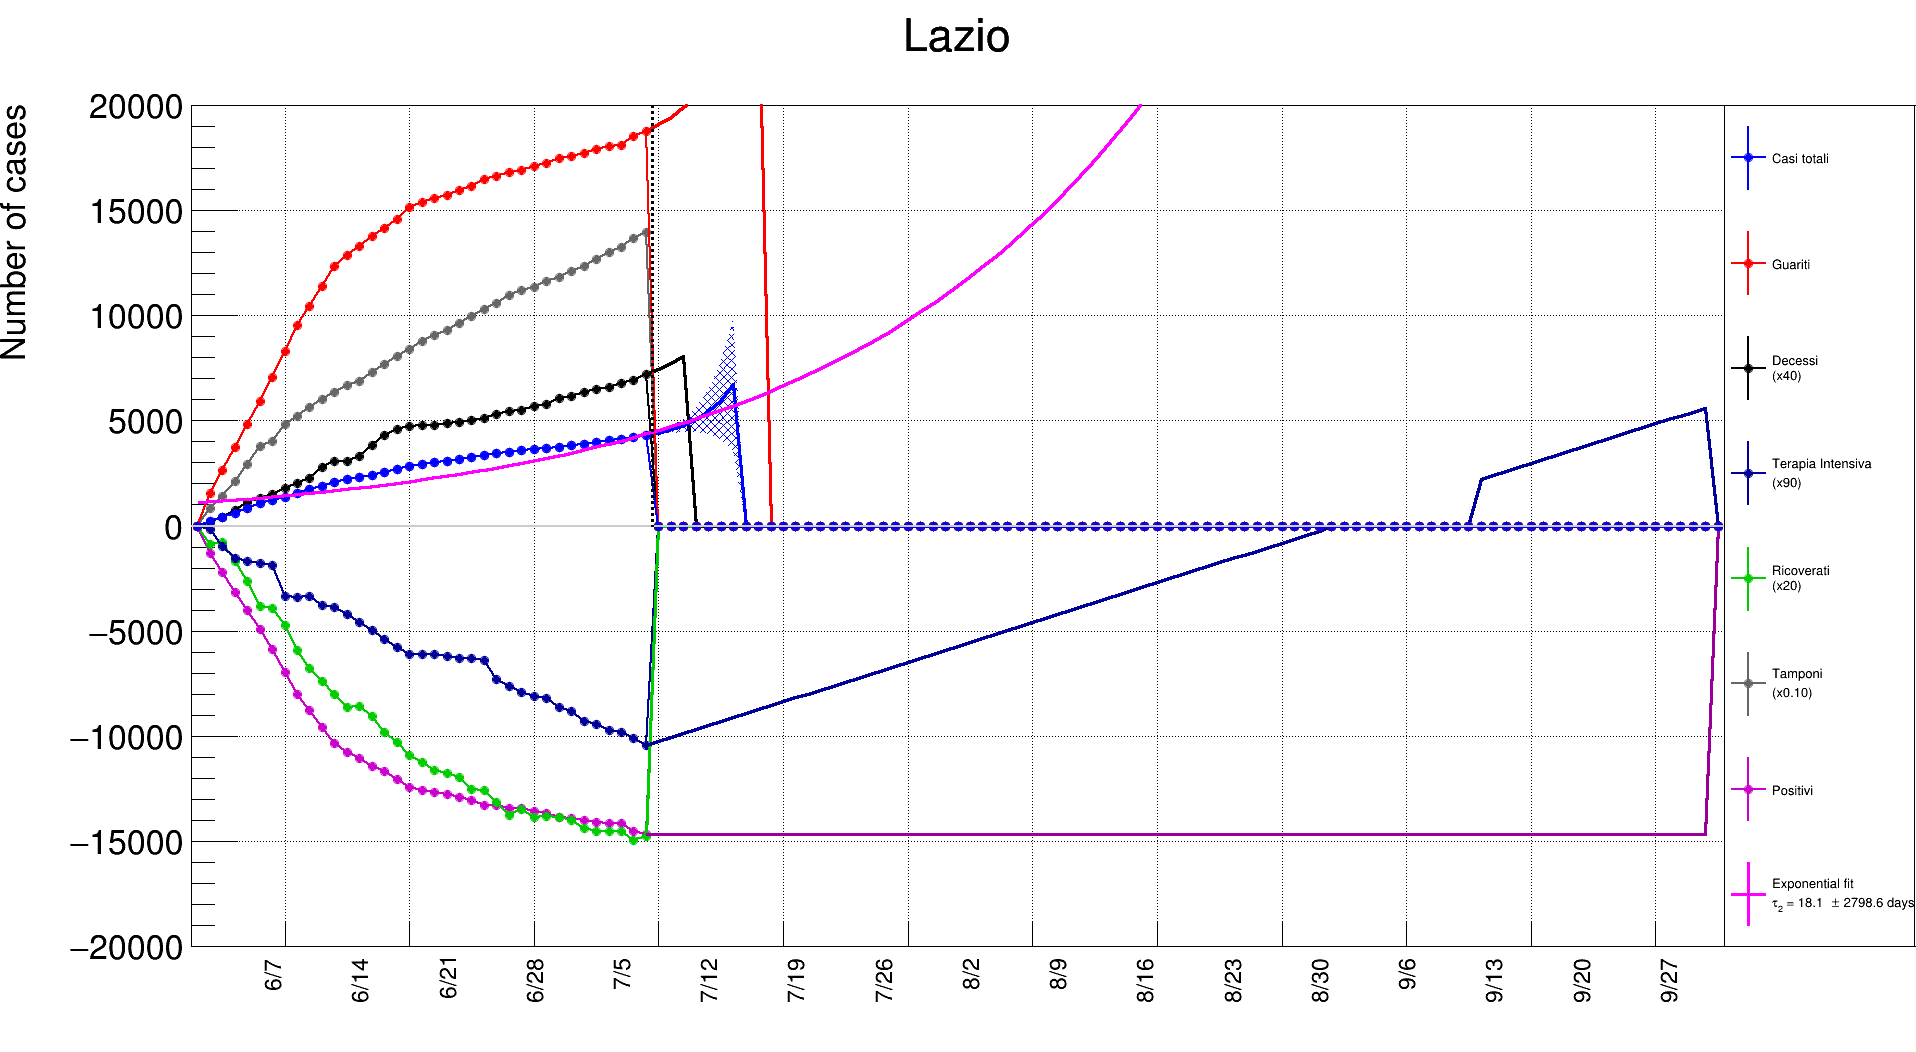 Lazio
Number of cases
20000
15000
10000
5000
0
−5000
−10000
−15000
−20000
6/7
6/14
6/21
6/28
7/5
7/12
7/19
7/26
8/2
8/9
8/16
8/23
8/30
9/6
9/13
9/20
9/27
Casi totali
Guariti
Decessi
(x40)
Terapia Intensiva
(x90)
Ricoverati
(x20)
Tamponi
(x0.10)
Positivi
Exponential fit
τ2 = 18.1 ± 2798.6 days